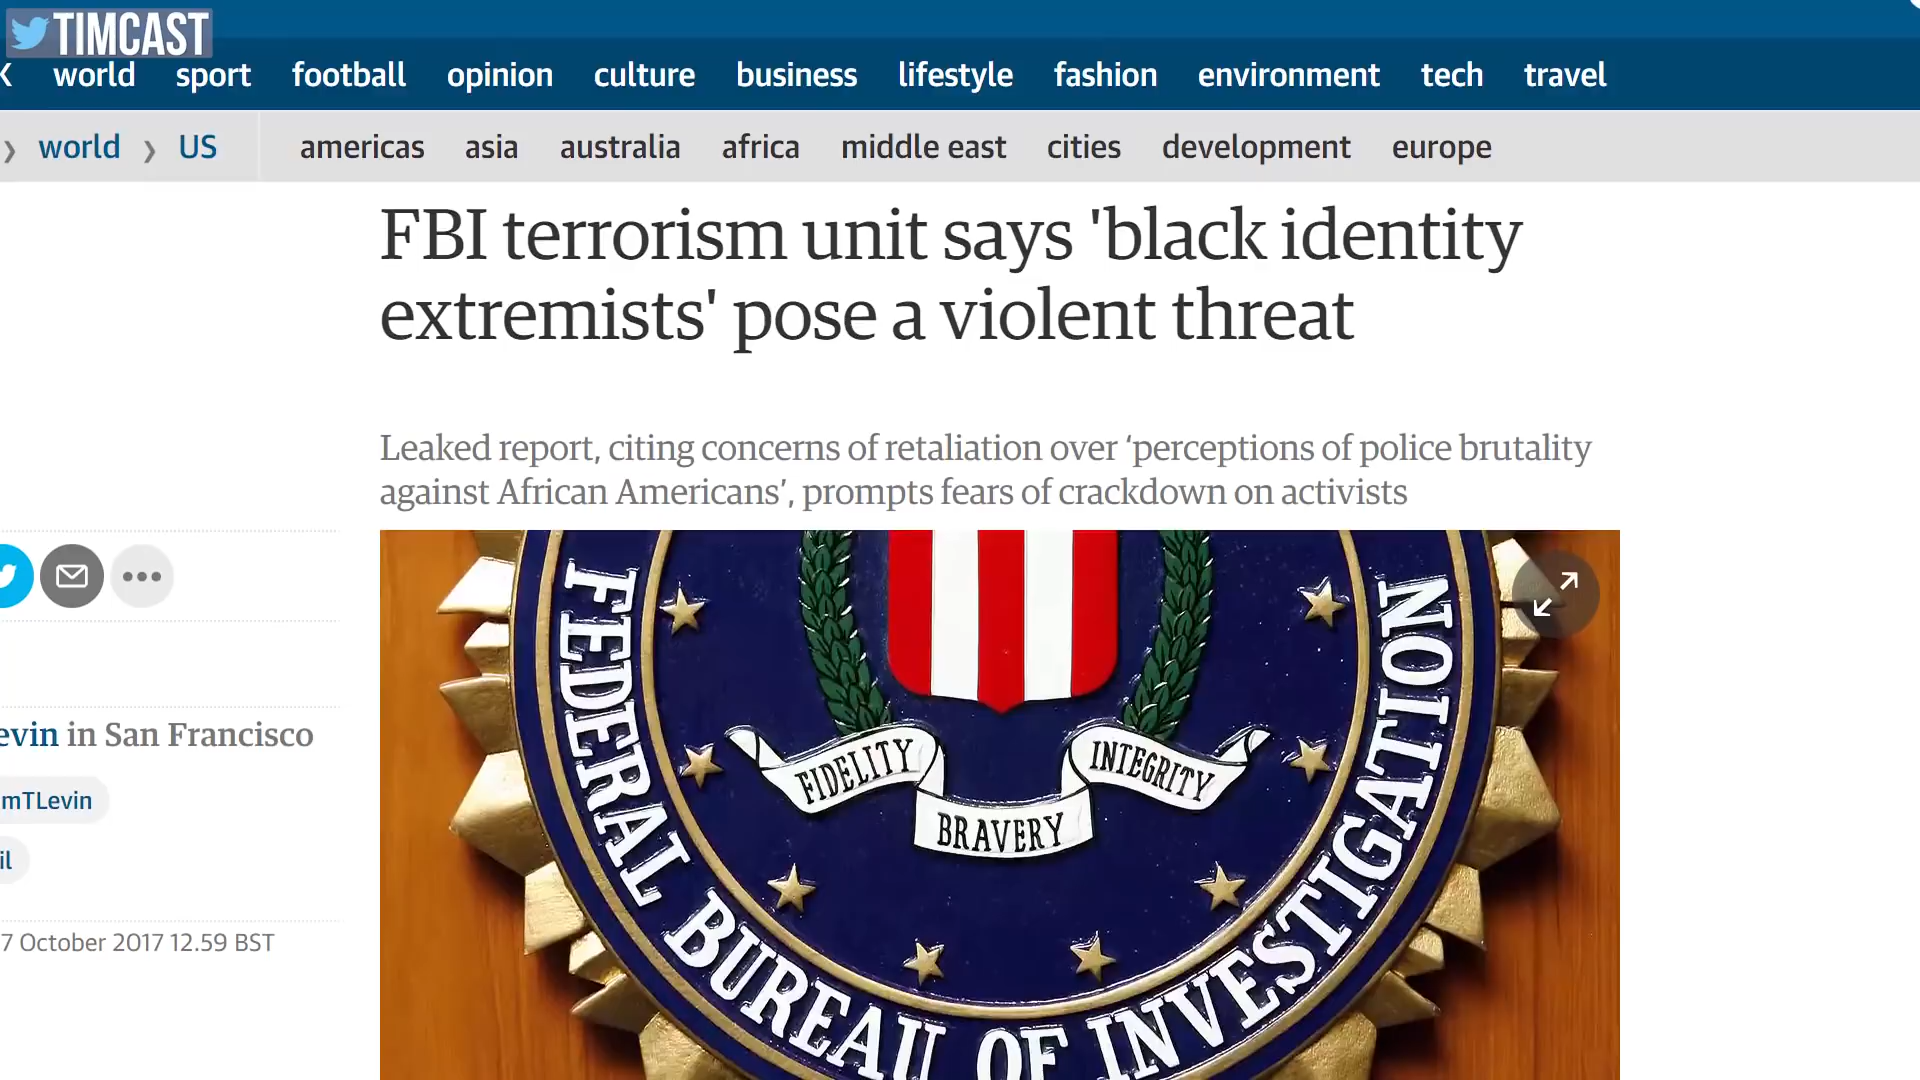 TIMCAST
world sport football opinion culture business lifestyle fashion environment tech travel
world US americas asia australia africa middle east cities development europe
FBI terrorism unit says 'black identity
extremists' pose a violent threat
Leaked report, citing concerns of retaliation over ‘perceptions of police brutality
against African Americans’, prompts fears of crackdown on activists
evin in San Francisco
mTLevin
il
7 October 2017 12.59 BST
FEDERAL BUREAU OF INVESTIGATION
FIDELITY
BRAVERY
INTEGRITY